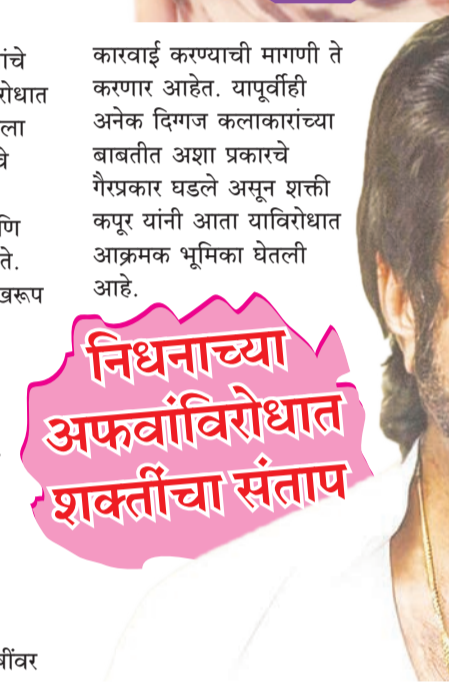 कारवाई करण्याची मागणी ते
करणार आहेत. यापूर्वीही
अनेक दिग्गज कलाकारांच्या
बाबतीत अशा प्रकारचे
गैरप्रकार घडले असून शक्ती
कपूर यांनी आता याविरोधात
आक्रमक भूमिका घेतली
आहे.
निधनाच्या
अफवांविरोधात
शक्तींचा संताप